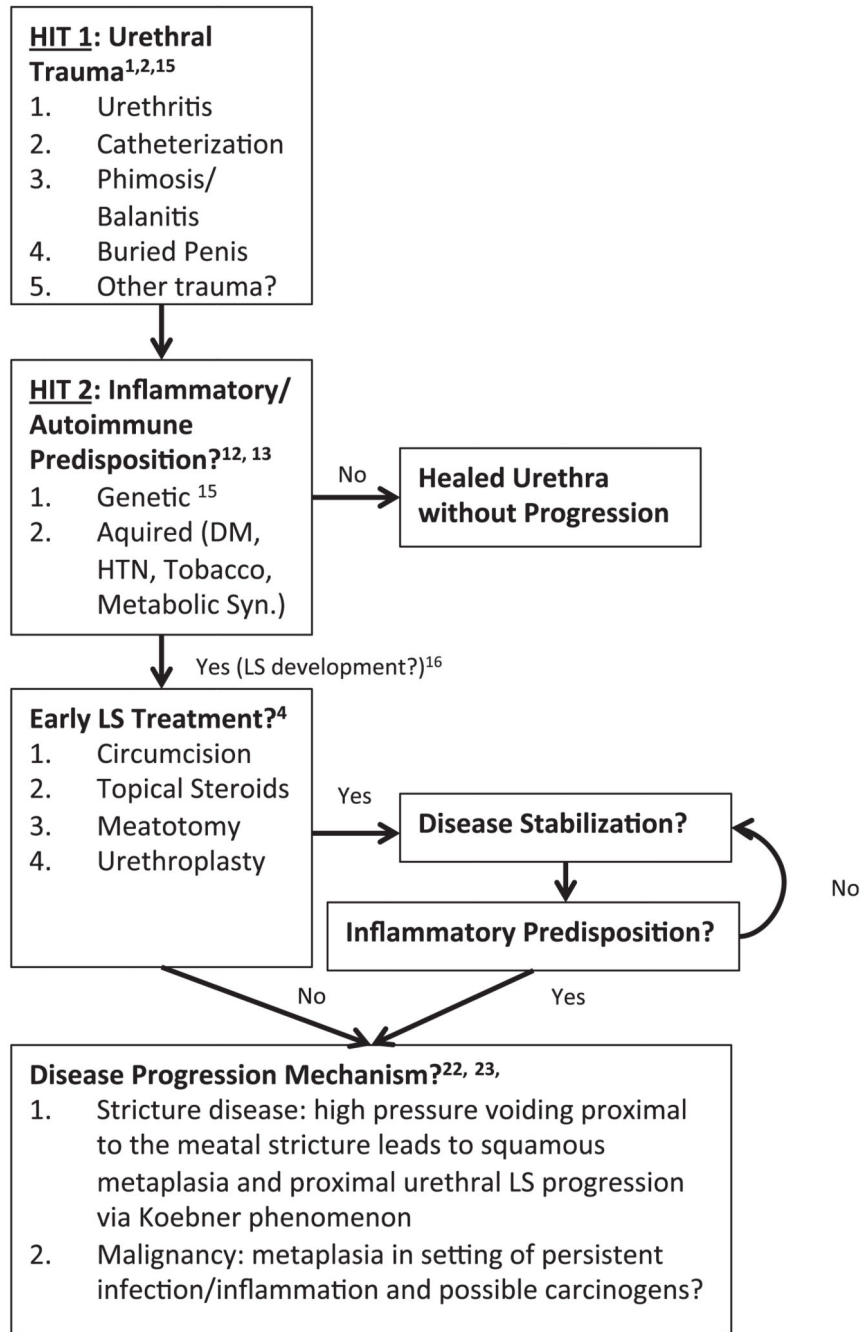 HIT 1: Urethral
Trauma1,2,15
1. Urethritis
2. Catheterization
3. Phimosis/
Balanitis
4. Buried Penis
5. Other trauma?
HIT 2: Inflammatory/
Autoimmune
Predisposition?12, 13
1. Genetic 15
2. Aquired (DM,
HTN, Tobacco,
Metabolic Syn.)
No
Healed Urethra
without Progression
Yes (LS development?)16
Early LS Treatment?4
1. Circumcision
2. Topical Steroids
3. Meatotomy
4. Urethroplasty
Yes
Disease Stabilization?
No
Inflammatory Predisposition?
No
Yes
Disease Progression Mechanism?22, 23,
1. Stricture disease: high pressure voiding proximal
to the meatal stricture leads to squamous
metaplasia and proximal urethral LS progression
via Koebner phenomenon
2. Malignancy: metaplasia in setting of persistent
infection/inflammation and possible carcinogens?